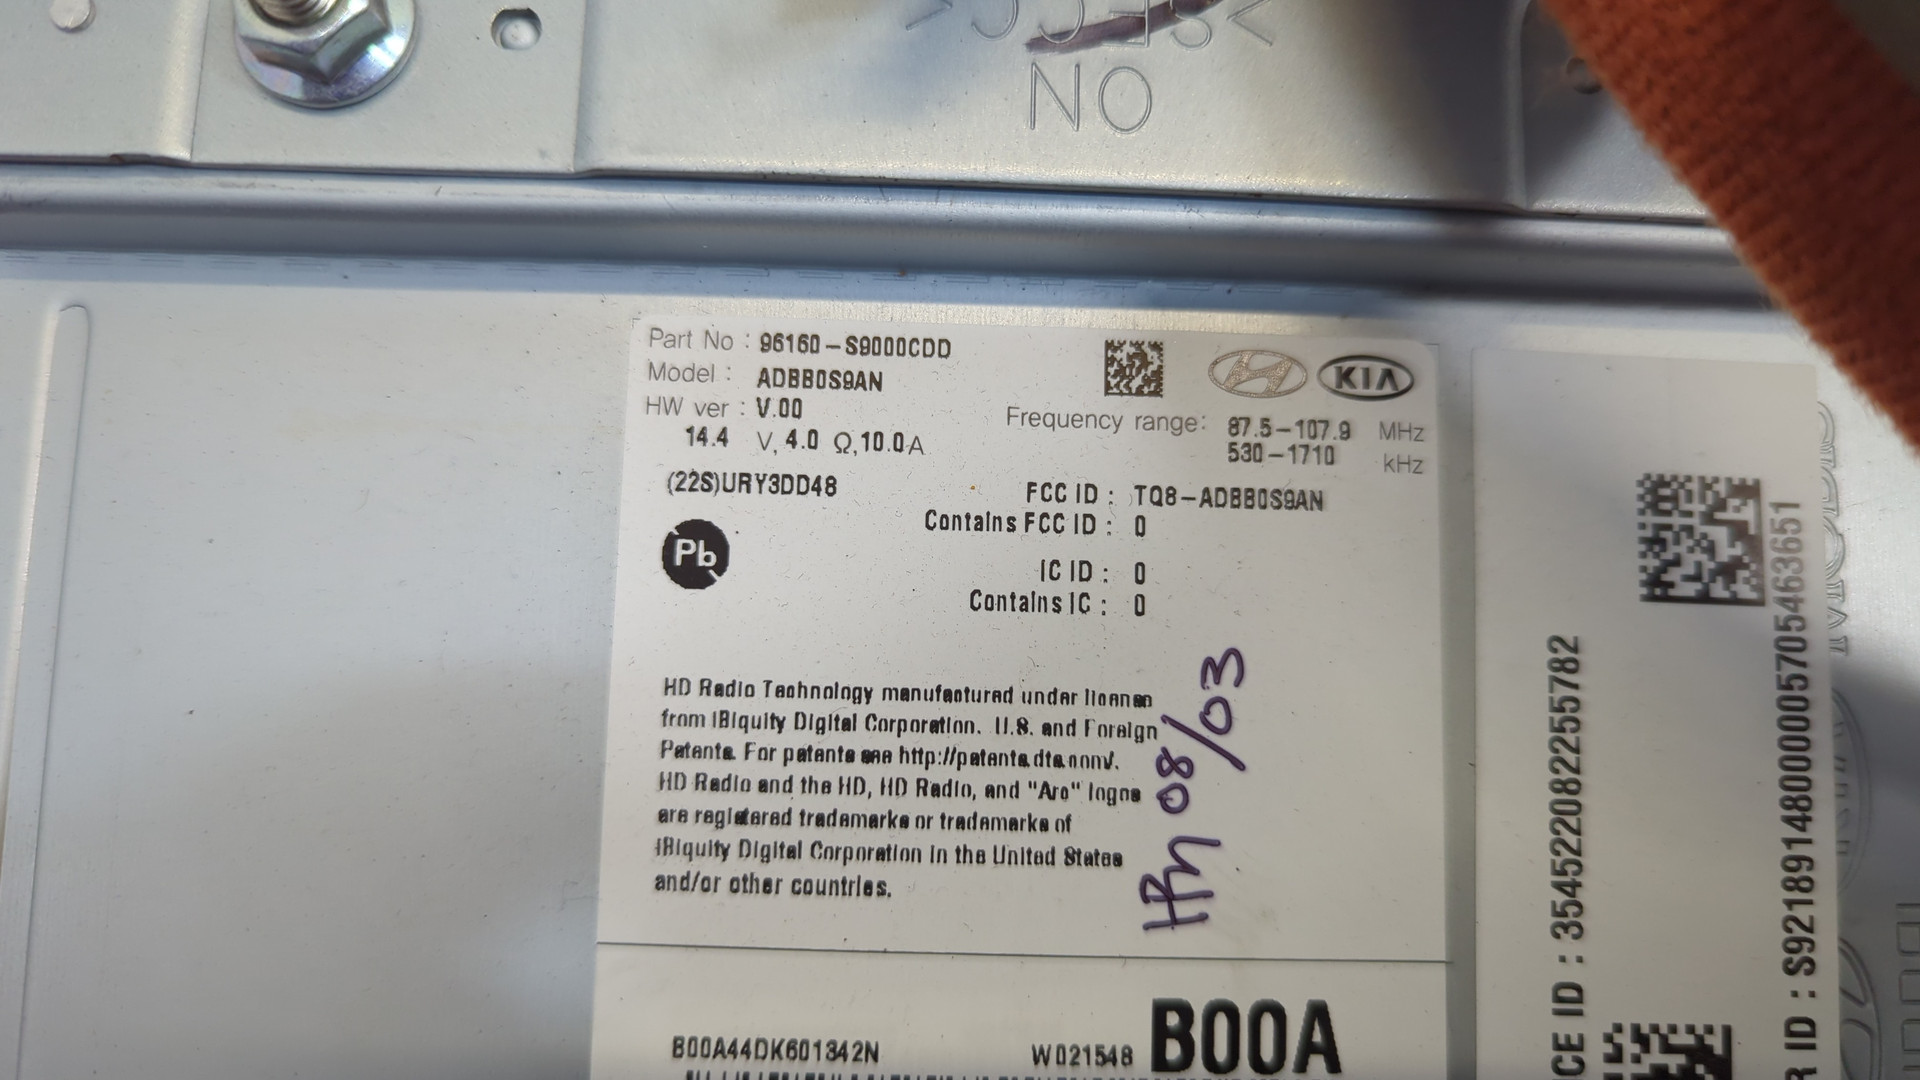 NO
Part No : 96160-S9000CDD
Model : ADBB0S9AN
HW ver : V.00
14.4 V, 4.0 Ω, 10.0 A
KIA
Frequency range: 87.5-107.9 MHz
530-1710 kHz
(22S)URY3DD48
FCC ID : TQ8-ADBB0S9AN
Contains FCC ID : 0
Pb
IC ID : 0
Contains IC : 0
HD Radio Technology manufactured under license
from iBiquity Digital Corporation. U.S. and Foreign
Patents. For patents see http://patents.dts.com/.
HD Radio and the HD, HD Radio, and "Arc" logos
are registered trademarks or trademarks of
iBiquity Digital Corporation in the United States
and/or other countries.
08/03
B00A44DK601342N
W021548
B00A
CE ID : 354522082255782
R ID : S92189148000005705463651